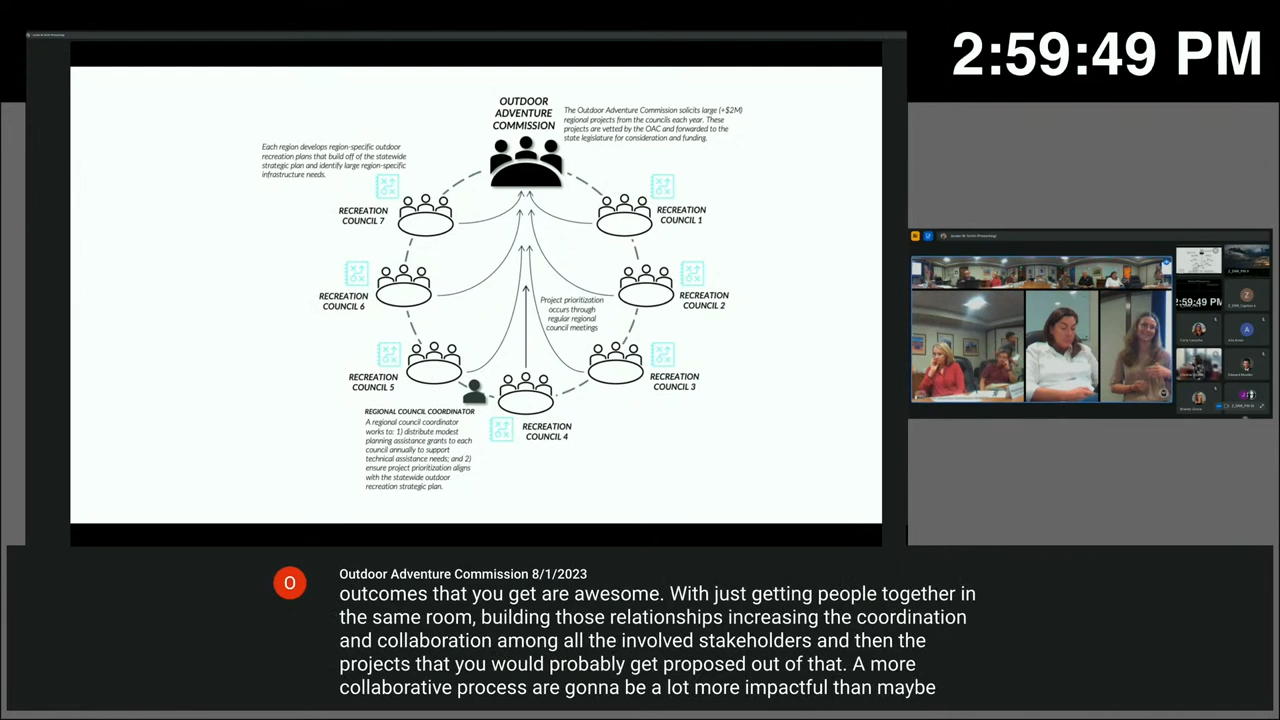 2:59:49 PM
OUTDOOR
ADVENTURE
COMMISSION
The Outdoor Adventure Commission solicits large (+$2M)
regional projects from the councils each year. These
projects are vetted by the OAC and forwarded to the
state legislature for consideration and funding.
Each region develops region-specific outdoor
recreation plans that build off of the statewide
strategic plan and identify large region-specific
infrastructure needs.
RECREATION
COUNCIL 7
RECREATION
COUNCIL 1
RECREATION
COUNCIL 6
RECREATION
COUNCIL 2
Project prioritization
occurs through
regular regional
council meetings
RECREATION
COUNCIL 5
RECREATION
COUNCIL 3
REGIONAL COUNCIL COORDINATOR
A regional council coordinator
works to: 1) distribute modest
planning assistance grants to each
council annually to support
technical assistance needs; and 2)
ensure project prioritization aligns
with the statewide outdoor
recreation strategic plan.
RECREATION
COUNCIL 4
2:59:49 PM
O
Outdoor Adventure Commission 8/1/2023
outcomes that you get are awesome. With just getting people together in
the same room, building those relationships increasing the coordination
and collaboration among all the involved stakeholders and then the
projects that you would probably get proposed out of that. A more
collaborative process are gonna be a lot more impactful than maybe